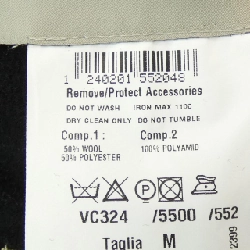 1 240201 552048
Remove/Protect Accessories
DO NOT WASH IRON MAX 110C
DRY CLEAN ONLY DO NOT TUMBLE
Comp.1: Comp.2
50% WOOL 100% POLYAMID
50% POLYESTER
VC324 /5500 /552
Taglia M